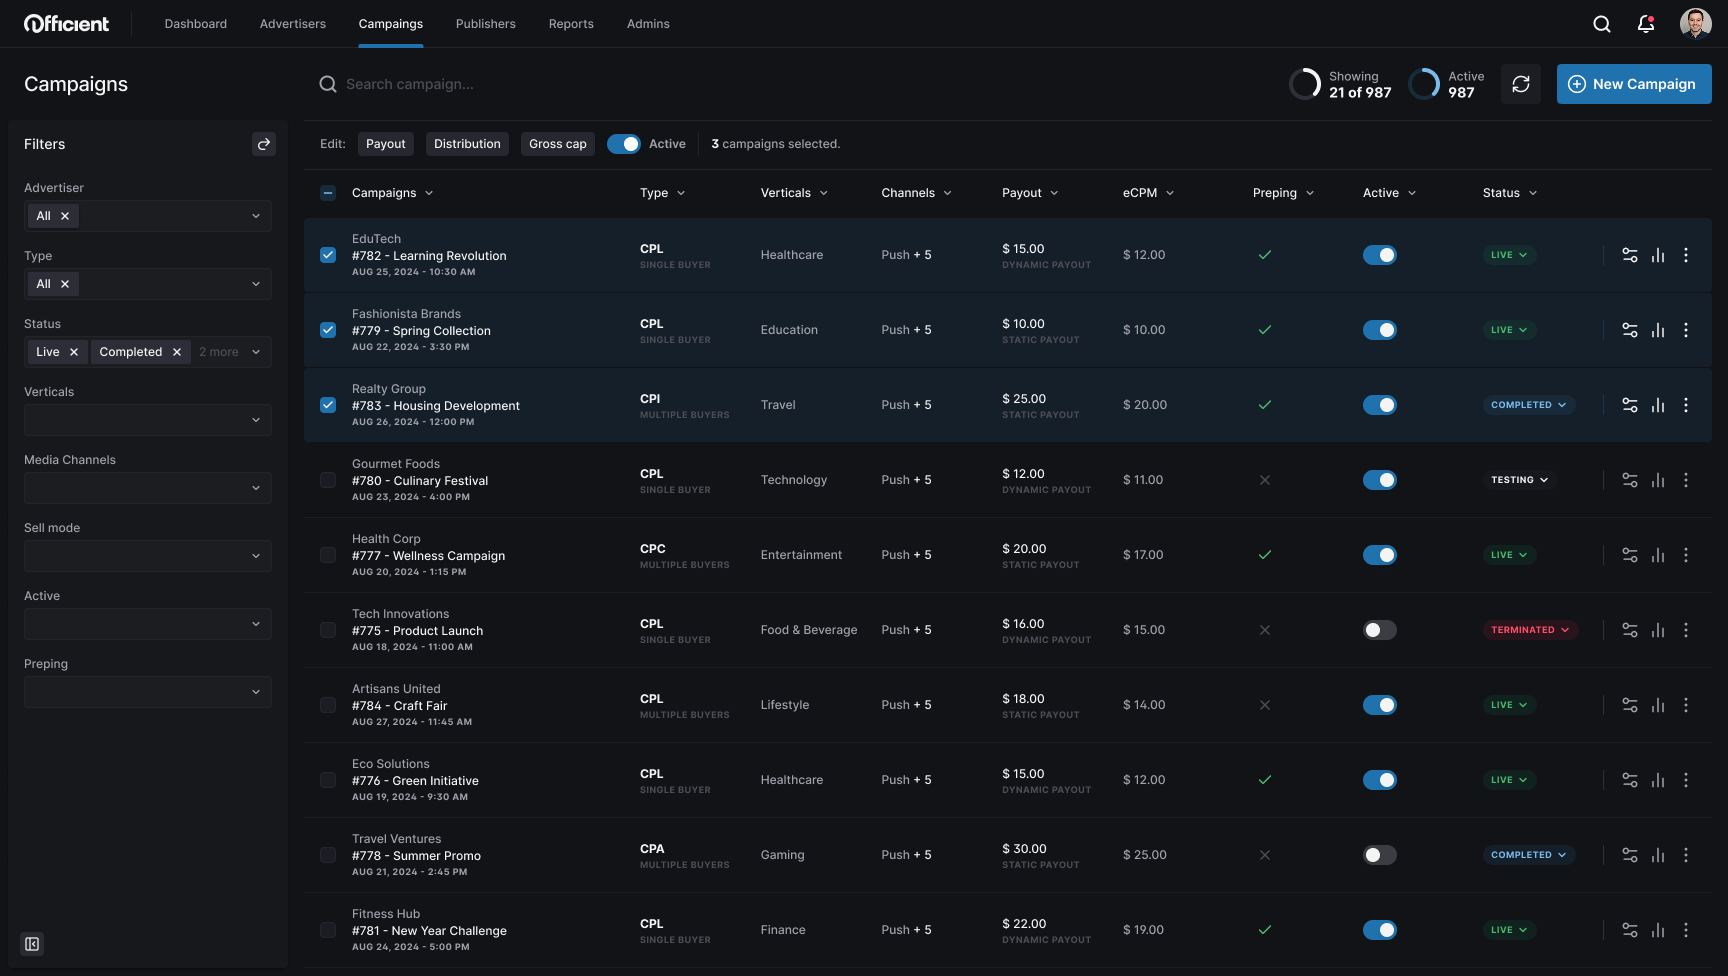 Officient
Dashboard Advertisers Campaings Publishers Reports Admins
Campaigns
Search campaign...
Showing
21 of 987
Active
987
New Campaign
Filters
Advertiser
All
Type
All
Status
Live Completed 2 more
Verticals
Media Channels
Sell mode
Active
Preping
Edit: Payout Distribution Gross cap Active 3 campaigns selected.
Campaigns Type Verticals Channels Payout eCPM Preping Active Status
EduTech
#782 - Learning Revolution
AUG 25, 2024 - 10:30 AM
CPL
SINGLE BUYER
Healthcare
Push + 5
$ 15.00
DYNAMIC PAYOUT
$ 12.00
LIVE
Fashionista Brands
#779 - Spring Collection
AUG 22, 2024 - 3:30 PM
CPL
SINGLE BUYER
Education
Push + 5
$ 10.00
STATIC PAYOUT
$ 10.00
LIVE
Realty Group
#783 - Housing Development
AUG 26, 2024 - 12:00 PM
CPI
MULTIPLE BUYERS
Travel
Push + 5
$ 25.00
STATIC PAYOUT
$ 20.00
COMPLETED
Gourmet Foods
#780 - Culinary Festival
AUG 23, 2024 - 4:00 PM
CPL
SINGLE BUYER
Technology
Push + 5
$ 12.00
DYNAMIC PAYOUT
$ 11.00
TESTING
Health Corp
#777 - Wellness Campaign
AUG 20, 2024 - 1:15 PM
CPC
MULTIPLE BUYERS
Entertainment
Push + 5
$ 20.00
STATIC PAYOUT
$ 17.00
LIVE
Tech Innovations
#775 - Product Launch
AUG 18, 2024 - 11:00 AM
CPL
SINGLE BUYER
Food & Beverage
Push + 5
$ 16.00
DYNAMIC PAYOUT
$ 15.00
TERMINATED
Artisans United
#784 - Craft Fair
AUG 27, 2024 - 11:45 AM
CPL
MULTIPLE BUYERS
Lifestyle
Push + 5
$ 18.00
STATIC PAYOUT
$ 14.00
LIVE
Eco Solutions
#776 - Green Initiative
AUG 19, 2024 - 9:30 AM
CPL
SINGLE BUYER
Healthcare
Push + 5
$ 15.00
DYNAMIC PAYOUT
$ 12.00
LIVE
Travel Ventures
#778 - Summer Promo
AUG 21, 2024 - 2:45 PM
CPA
MULTIPLE BUYERS
Gaming
Push + 5
$ 30.00
STATIC PAYOUT
$ 25.00
COMPLETED
Fitness Hub
#781 - New Year Challenge
AUG 24, 2024 - 5:00 PM
CPL
SINGLE BUYER
Finance
Push + 5
$ 22.00
DYNAMIC PAYOUT
$ 19.00
LIVE